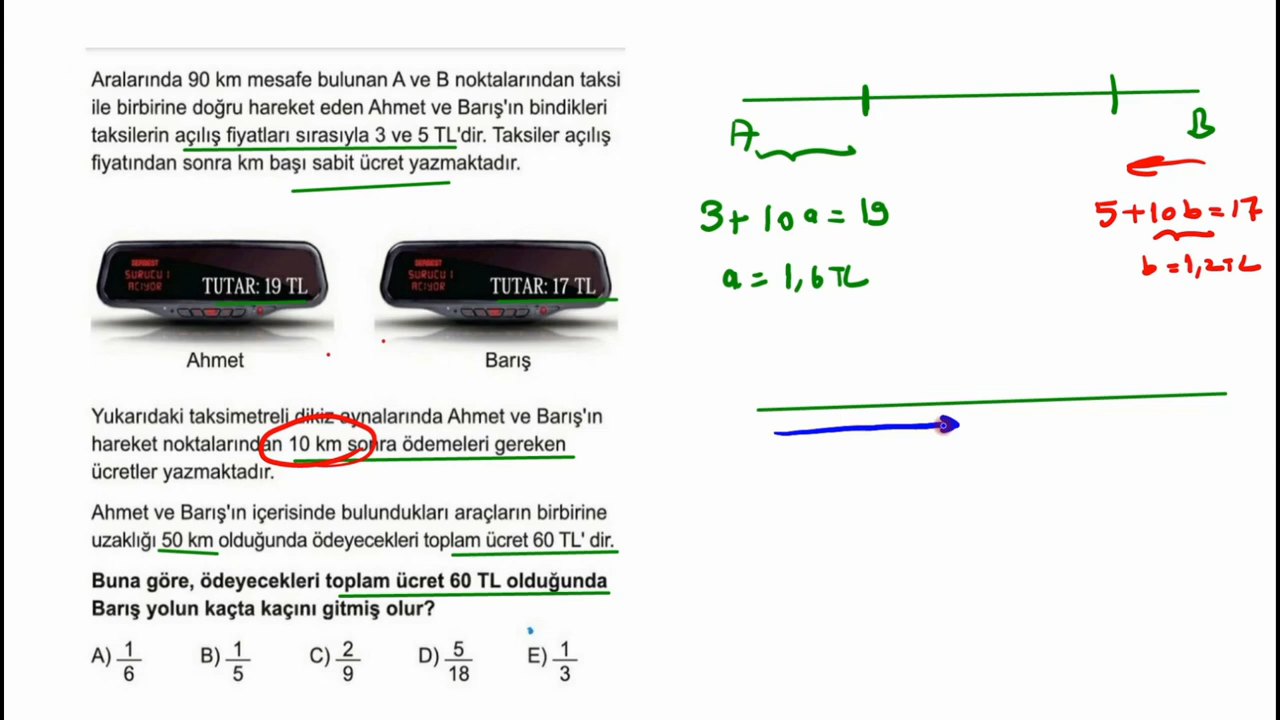 Aralarında 90 km mesafe bulunan A ve B noktalarından taksi
ile birbirine doğru hareket eden Ahmet ve Barış'ın bindikleri
taksilerin açılış fiyatları sırasıyla 3 ve 5 TL'dir. Taksiler açılış
fiyatından sonra km başı sabit ücret yazmaktadır.
SERBEST
SURUCU I
ACIYOR
TUTAR: 19 TL
SERBEST
SURUCU I
ACIYOR
TUTAR: 17 TL
Ahmet
Barış
Yukarıdaki taksimetreli dikiz aynalarında Ahmet ve Barış'ın
hareket noktalarından 10 km sonra ödemeleri gereken
ücretler yazmaktadır.
Ahmet ve Barış'ın içerisinde bulundukları araçların birbirine
uzaklığı 50 km olduğunda ödeyecekleri toplam ücret 60 TL' dir.
Buna göre, ödeyecekleri toplam ücret 60 TL olduğunda
Barış yolun kaçta kaçını gitmiş olur?
A) 1/6 B) 1/5 C) 2/9 D) 5/18 E) 1/3
A
B
3+10a=19
a=1,6TL
5+10b=17
b=1,2TL